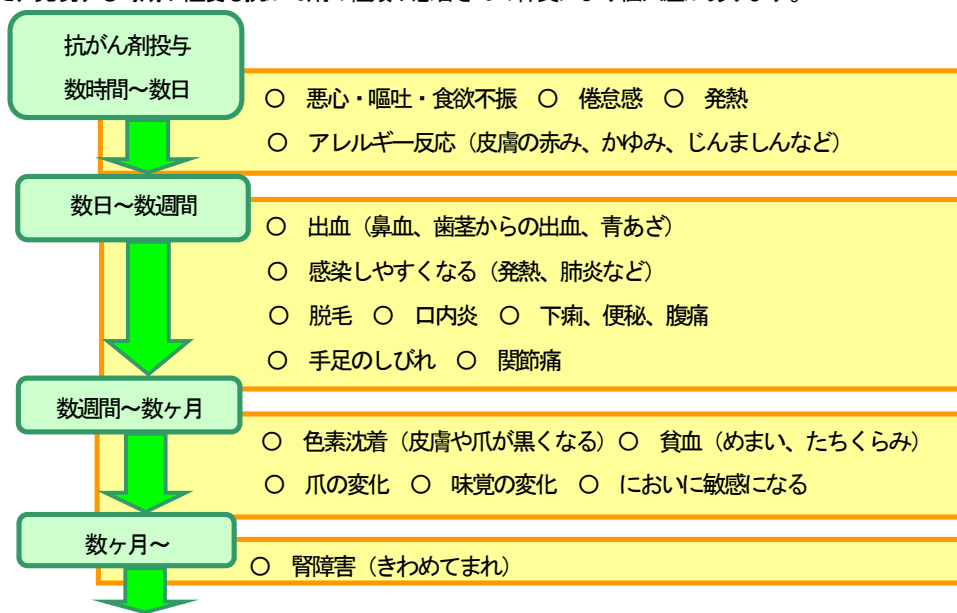 抗がん剤投与
数時間～数日
○ 悪心・嘔吐・食欲不振 ○ 倦怠感 ○ 発熱
○ アレルギー反応（皮膚の赤み、かゆみ、じんましんなど）
数日～数週間
○ 出血（鼻血、歯茎からの出血、青あざ）
○ 感染しやすくなる（発熱、肺炎など）
○ 脱毛 ○ 口内炎 ○ 下痢、便秘、腹痛
○ 手足のしびれ ○ 関節痛
数週間～数ヶ月
○ 色素沈着（皮膚や爪が黒くなる）○ 貧血（めまい、たちくらみ）
○ 爪の変化 ○ 味覚の変化 ○ においに敏感になる
数ヶ月～
○ 腎障害（きわめてまれ）